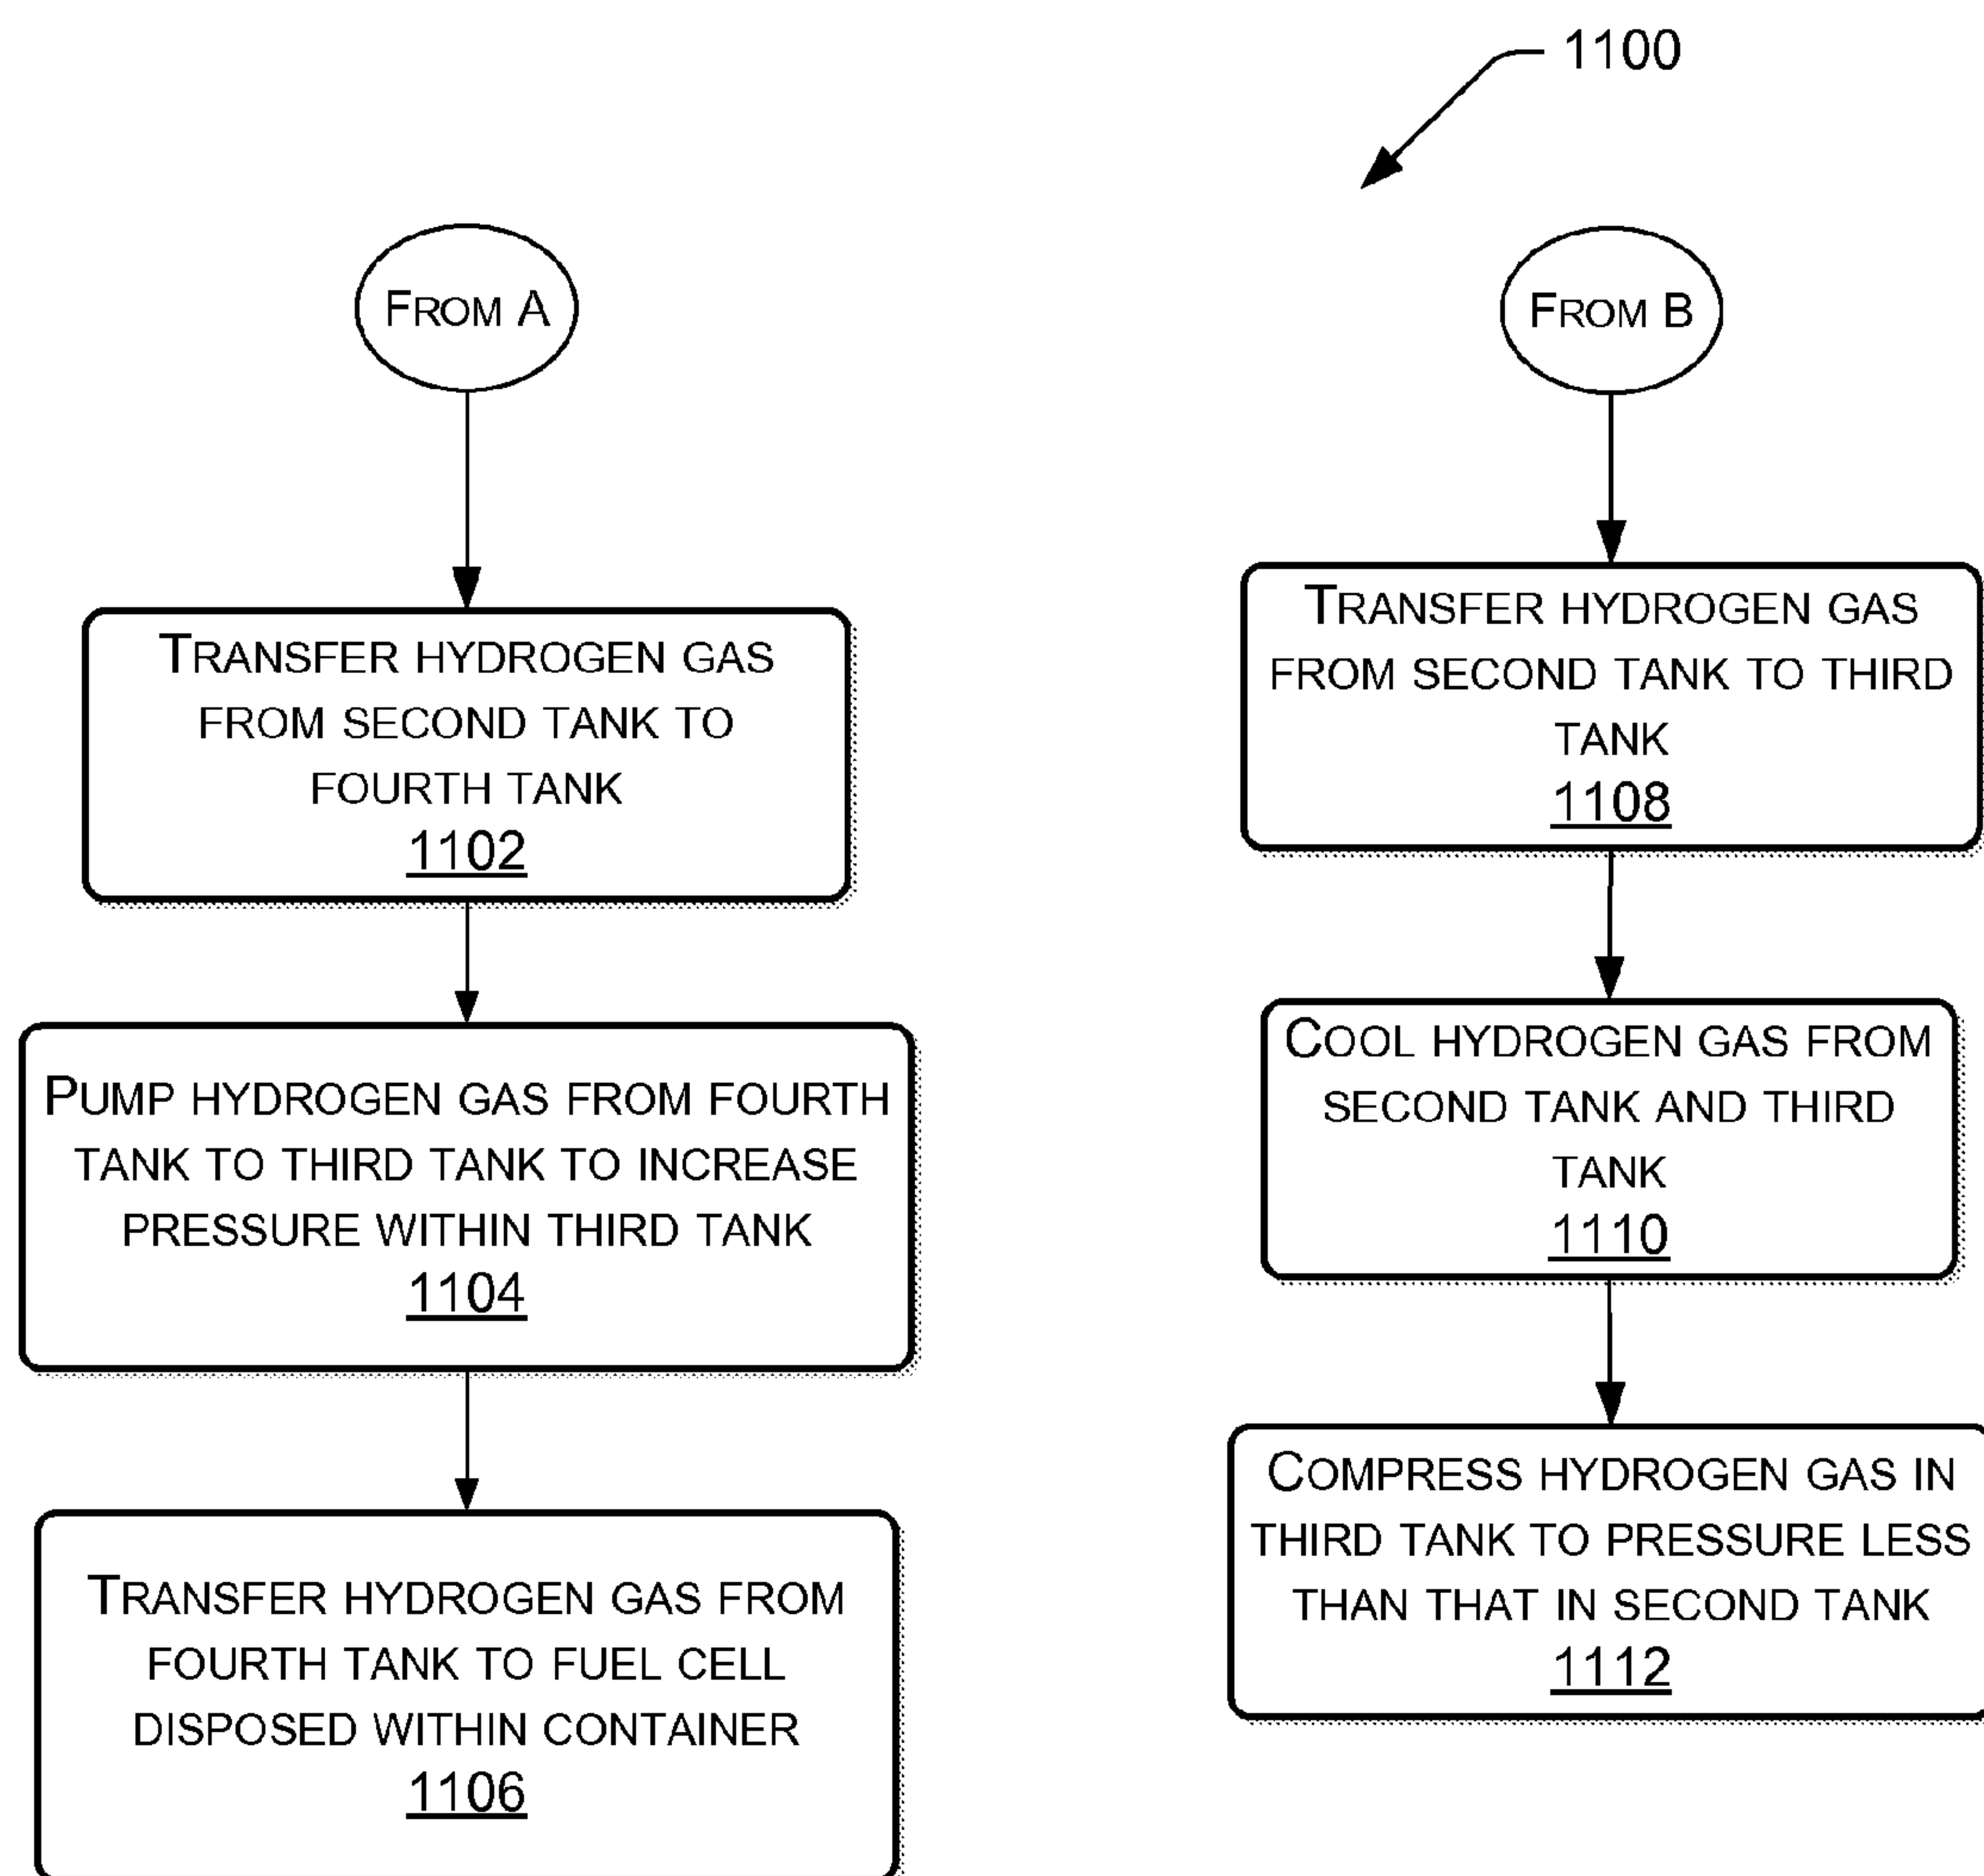 1100
FROM A
TRANSFER HYDROGEN GAS
FROM SECOND TANK TO
FOURTH TANK
1102
PUMP HYDROGEN GAS FROM FOURTH
TANK TO THIRD TANK TO INCREASE
PRESSURE WITHIN THIRD TANK
1104
TRANSFER HYDROGEN GAS FROM
FOURTH TANK TO FUEL CELL
DISPOSED WITHIN CONTAINER
1106
FROM B
TRANSFER HYDROGEN GAS
FROM SECOND TANK TO THIRD
TANK
1108
COOL HYDROGEN GAS FROM
SECOND TANK AND THIRD
TANK
1110
COMPRESS HYDROGEN GAS IN
THIRD TANK TO PRESSURE LESS
THAN THAT IN SECOND TANK
1112